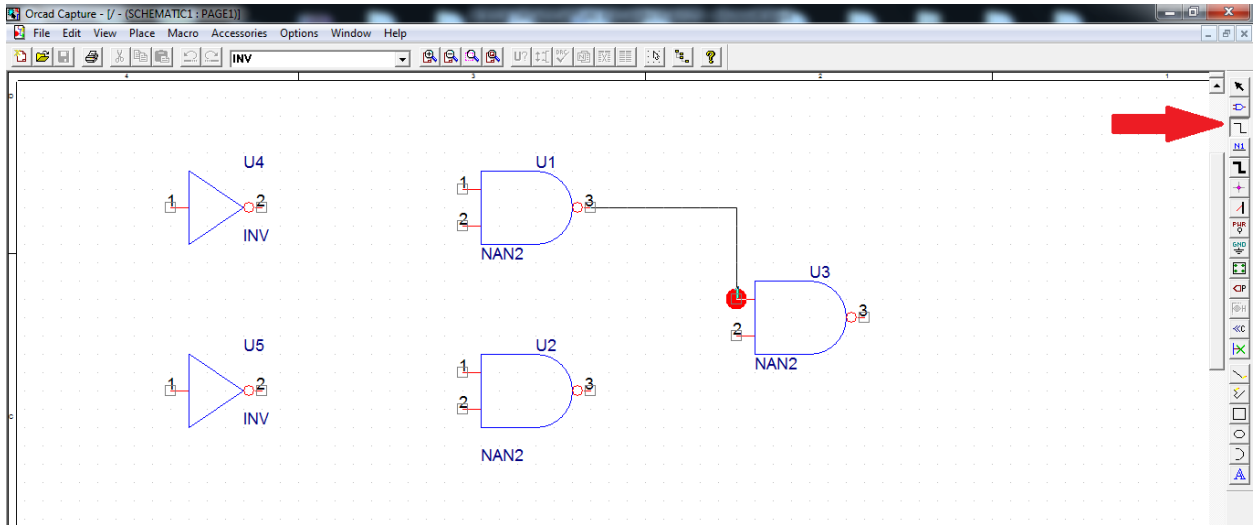 Orcad Capture - [/ - (SCHEMATIC1 : PAGE1)]
File Edit View Place Macro Accessories Options Window Help
INV
U?
4 3 2 1
U4
1 2
INV
U1
1
2
3
NAN2
U3
1
2
3
NAN2
U5
1 2
INV
U2
1
2
3
NAN2
D
C
N1
PWR
GND
A